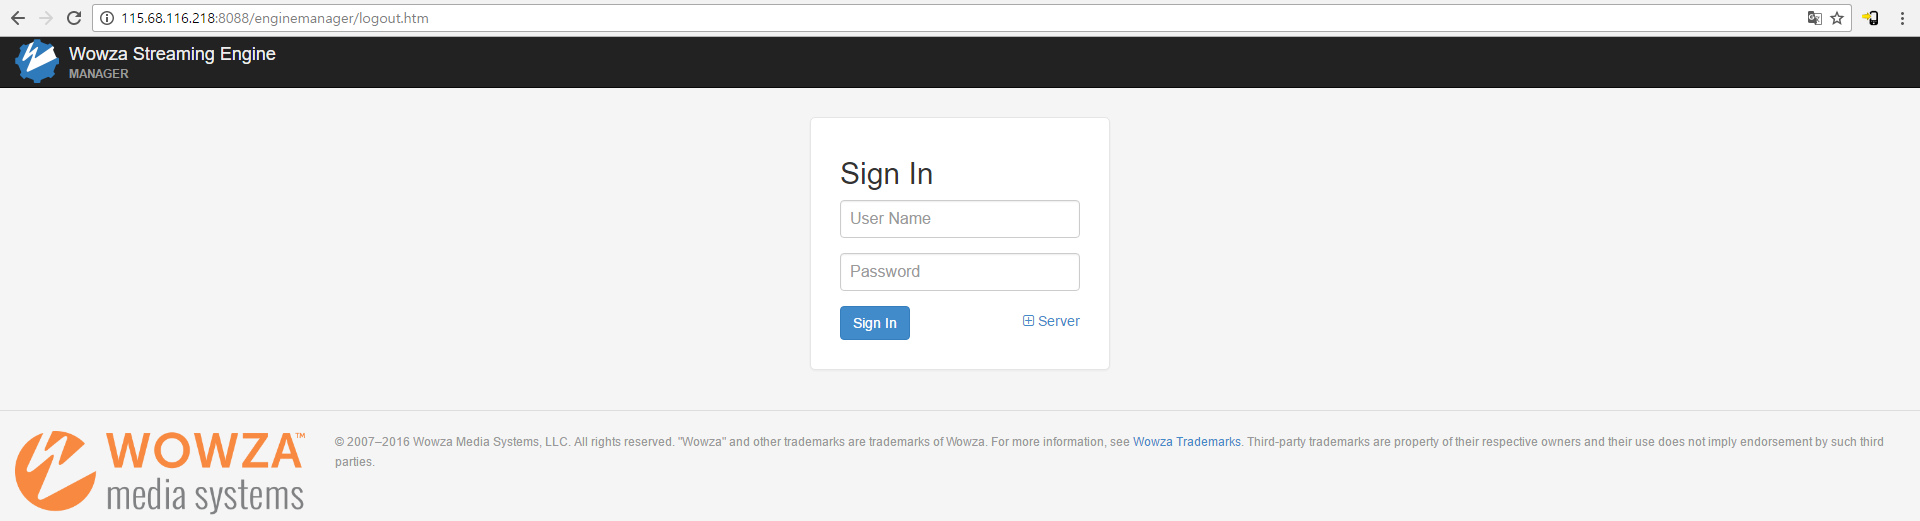 115.68.116.218:8088/enginemanager/logout.htm
Wowza Streaming Engine
MANAGER
Sign In
User Name
Password
Sign In
Server
WOWZA™
media systems
© 2007–2016 Wowza Media Systems, LLC. All rights reserved. "Wowza" and other trademarks are trademarks of Wowza. For more information, see Wowza Trademarks. Third-party trademarks are property of their respective owners and their use does not imply endorsement by such third
parties.